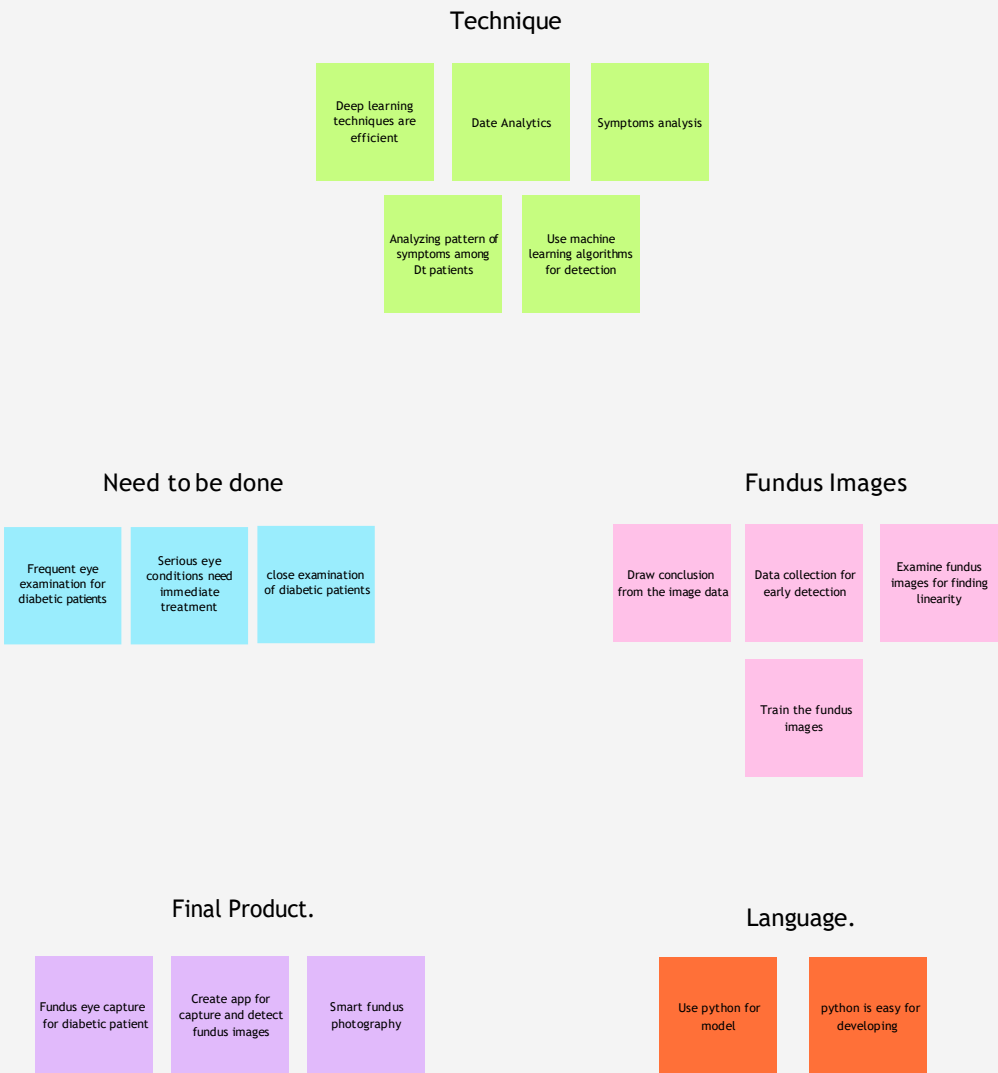 Technique
Deep learning
techniques are
efficient
Date Analytics
Symptoms analysis
Analyzing pattern of
symptoms among
Dt patients
Use machine
learning algorithms
for detection
Need to be done
Frequent eye
examination for
diabetic patients
Serious eye
conditions need
immediate
treatment
close examination
of diabetic patients
Fundus Images
Draw conclusion
from the image data
Data collection for
early detection
Examine fundus
images for finding
linearity
Train the fundus
images
Final Product.
Fundus eye capture
for diabetic patient
Create app for
capture and detect
fundus images
Smart fundus
photography
Language.
Use python for
model
python is easy for
developing